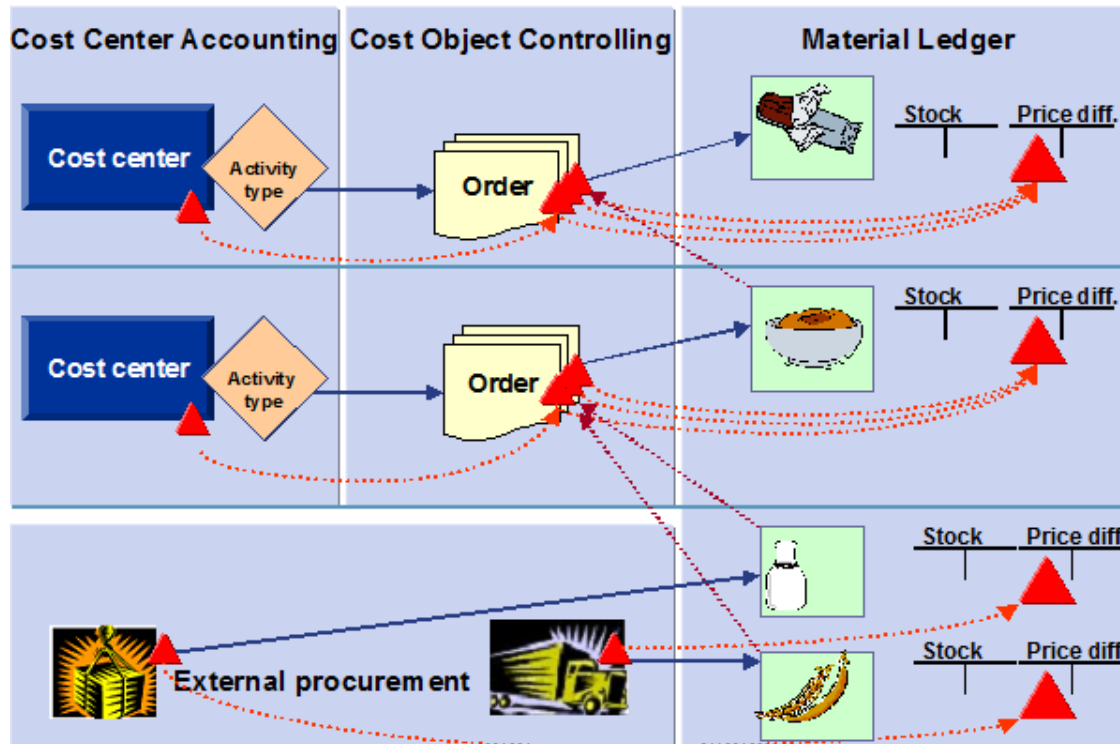 Cost Center Accounting
Cost Object Controlling
Material Ledger
Cost center
Activity
type
Order
Stock
Price diff.
Cost center
Activity
type
Order
Stock
Price diff.
Stock
Price diff
External procurement
Stock
Price diff